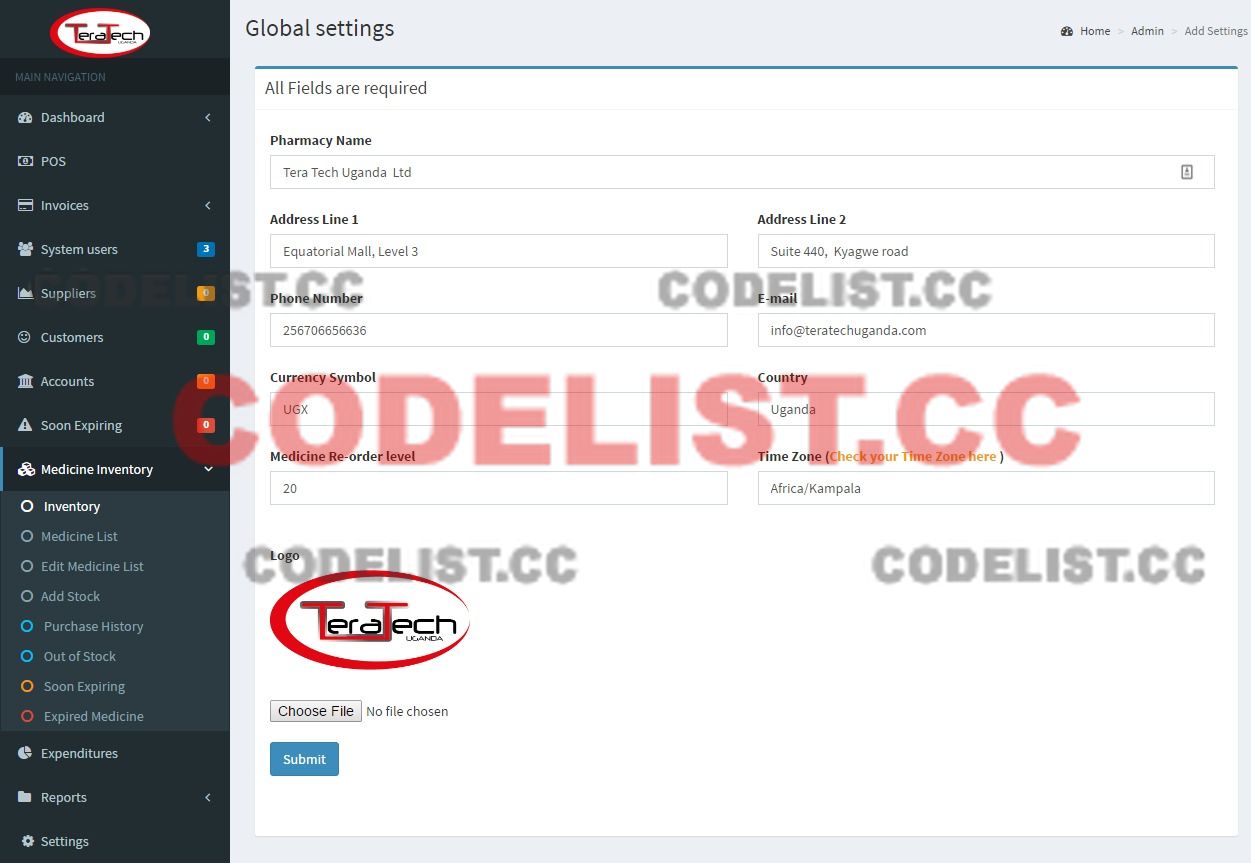 TeraTech
UGANDA
MAIN NAVIGATION
Dashboard
POS
Invoices
System users 3
Suppliers 0
Customers 0
Accounts 0
Soon Expiring 0
Medicine Inventory
Inventory
Medicine List
Edit Medicine List
Add Stock
Purchase History
Out of Stock
Soon Expiring
Expired Medicine
Expenditures
Reports
Settings
Global settings
Home > Admin > Add Settings
All Fields are required
Pharmacy Name
Tera Tech Uganda  Ltd
Address Line 1 Address Line 2
Equatorial Mall, Level 3 Suite 440,  Kyagwe road
CODELIST.CC CODELIST.CC
Phone Number E-mail
256706656636 info@teratechuganda.com
Currency Symbol Country
UGX Uganda
CODELIST.CC
Medicine Re-order level Time Zone (Check your Time Zone here )
20 Africa/Kampala
Logo
CODELIST.CC CODELIST.CC
TeraTech
UGANDA
Choose File No file chosen
Submit